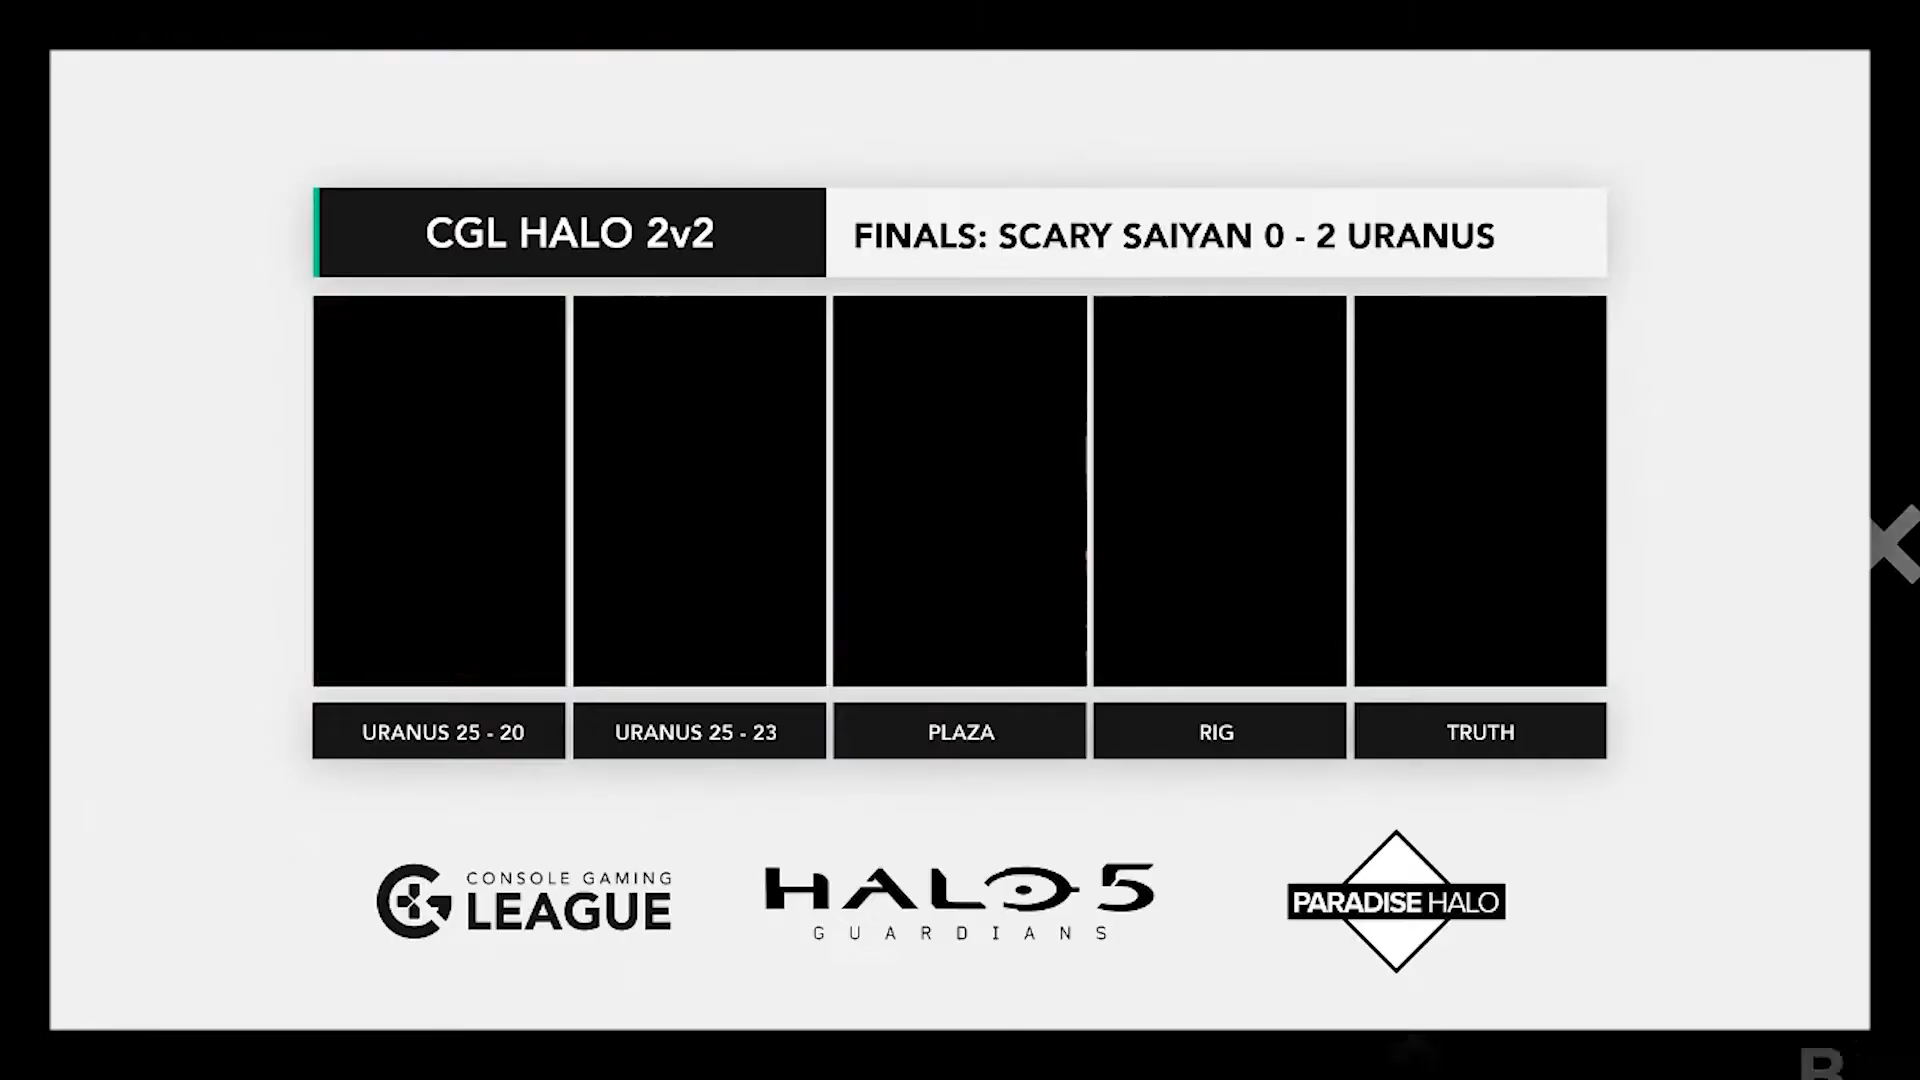 CGL HALO 2v2
FINALS: SCARY SAIYAN 0 - 2 URANUS
URANUS 25 - 20
URANUS 25 - 23
PLAZA
RIG
TRUTH
CONSOLE GAMING
LEAGUE
HALO 5
GUARDIANS
PARADISE HALO